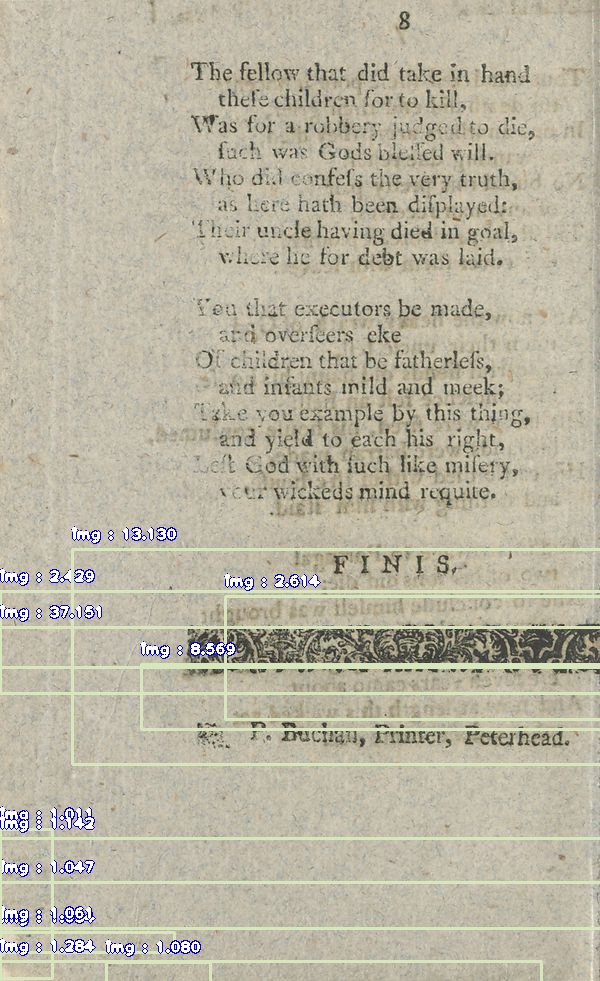 8
The fellow that did take in hand
theſe children for to kill,
Was for a robbery judged to die,
ſuch was Gods bleſſed will.
Who did confeſs the very truth,
as here hath been diſplayed:
Their uncle having died in goal,
where he for debt was laid.
You that executors be made,
and overſeers eke
Of children that be fatherleſs,
and infants mild and meek;
Take you example by this thing,
and yield to each his right,
Leſt God with ſuch like miſery,
your wickeds mind requite.
img : 13.130
FINIS.
img : 2.429
img : 2.614
img : 37.151
img : 8.569
P. Buchan, Printer, Peterhead.
img : 1.011
img : 1.142
img : 1.047
img : 1.061
img : 1.284
img : 1.080